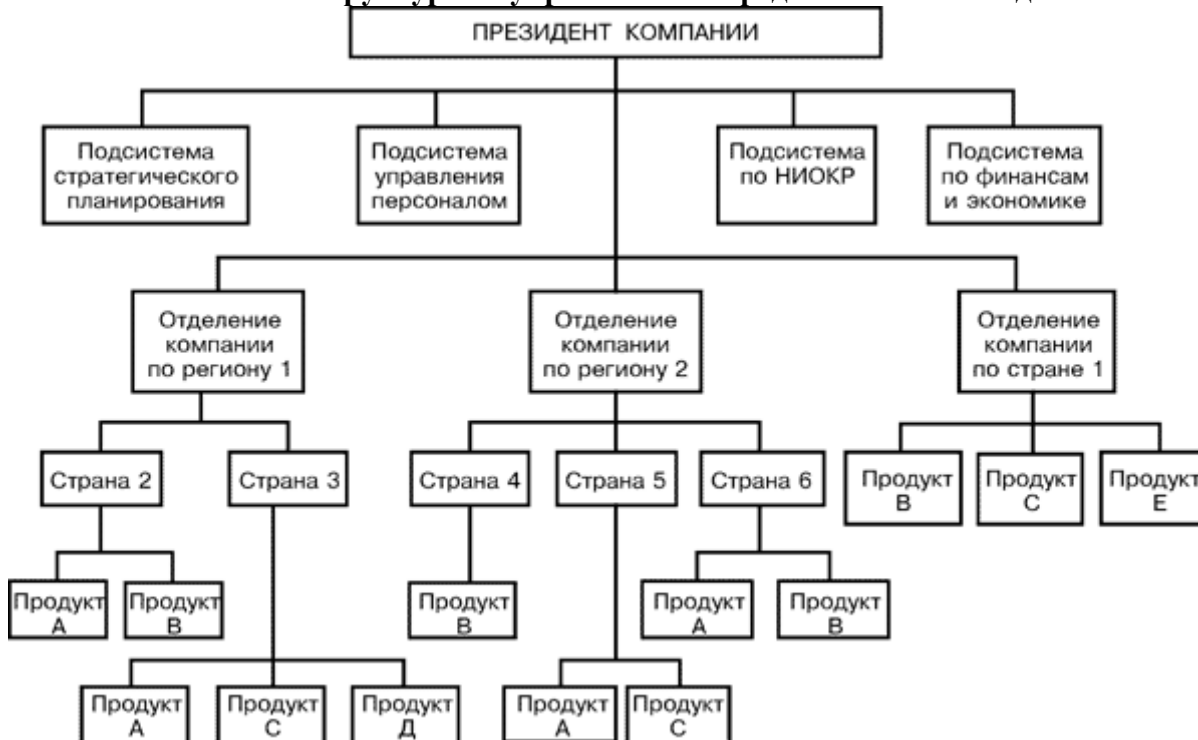 ПРЕЗИДЕНТ КОМПАНИИ
Подсистема
стратегического
планирования
Подсистема
управления
персоналом
Подсистема
по НИОКР
Подсистема
по финансам
и экономике
Отделение
компании
по региону 1
Отделение
компании
по региону 2
Отделение
компании
по стране 1
Страна 2
Страна 3
Страна 4
Страна 5
Страна 6
Продукт
В
Продукт
С
Продукт
Е
Продукт
А
Продукт
В
Продукт
В
Продукт
А
Продукт
В
Продукт
А
Продукт
С
Продукт
Д
Продукт
А
Продукт
С